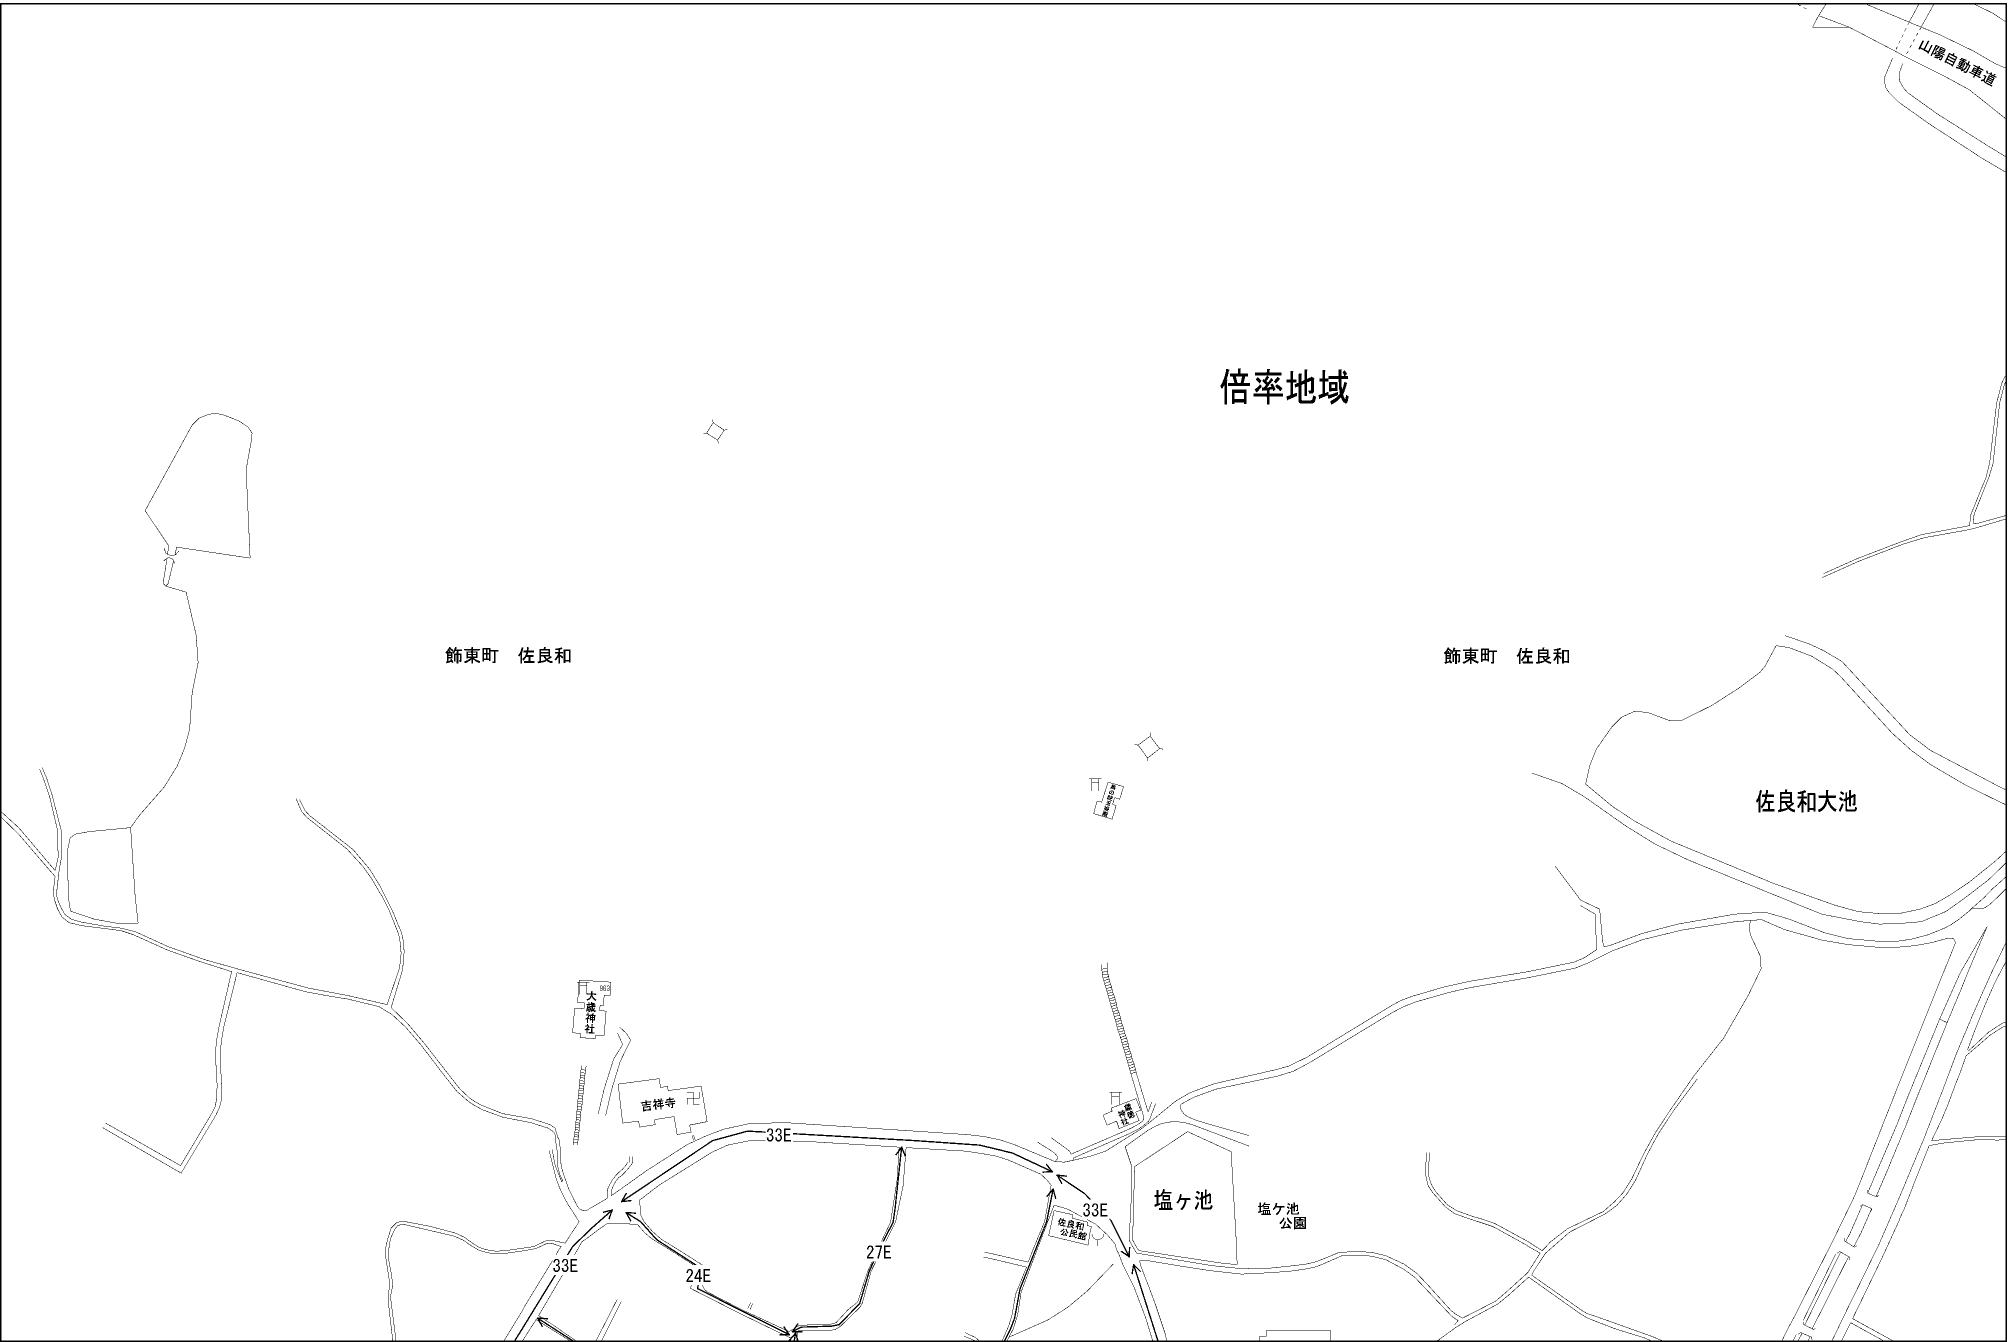 山陽自動車道
倍率地域
飾東町　佐良和
飾東町　佐良和
佐良和大池
963
大歳神社
吉祥寺
神社
33E
塩ヶ池
塩ケ池
公園
33E
佐良和
公民館
27E
33E
24E